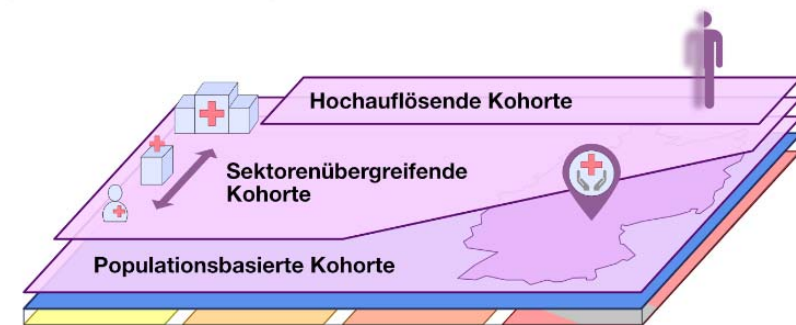 Hochauflösende Kohorte
Sektorenübergreifende
Kohorte
Populationsbasierte Kohorte